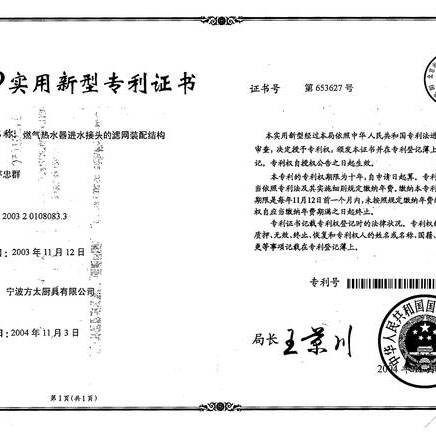 实用新型专利证书
证书号 第 653627 号
名称：燃气热水器进水接头的滤网装配结构
忠群
2003 2 0108083.3
2003 年 11 月 12 日
宁波方太厨具有限公司
2004 年 11 月 3 日
本实用新型经过本局依照中华人民共和国专利法进
审查，决定授予专利权，颁发本证书并在专利登记簿上
记。专利权自授权公告之日起生效。
本专利的专利权期限为十年，自申请日起算。专利
当依照专利法及其实施细则规定缴纳年费。缴纳本专利
期限是每年11月12日前一个月内。未按照规定缴纳年费的
权自应当缴纳年费期满之日起终止。
专利证书记载专利权登记时的法律状况。专利权的
质押、无效、终止、恢复和专利权人的姓名或名称、国籍、
更等事项记载在专利登记簿上。
专利号
局长 王景川
中华人民共和国国
2004 年
第 1 页 (共 1 页)